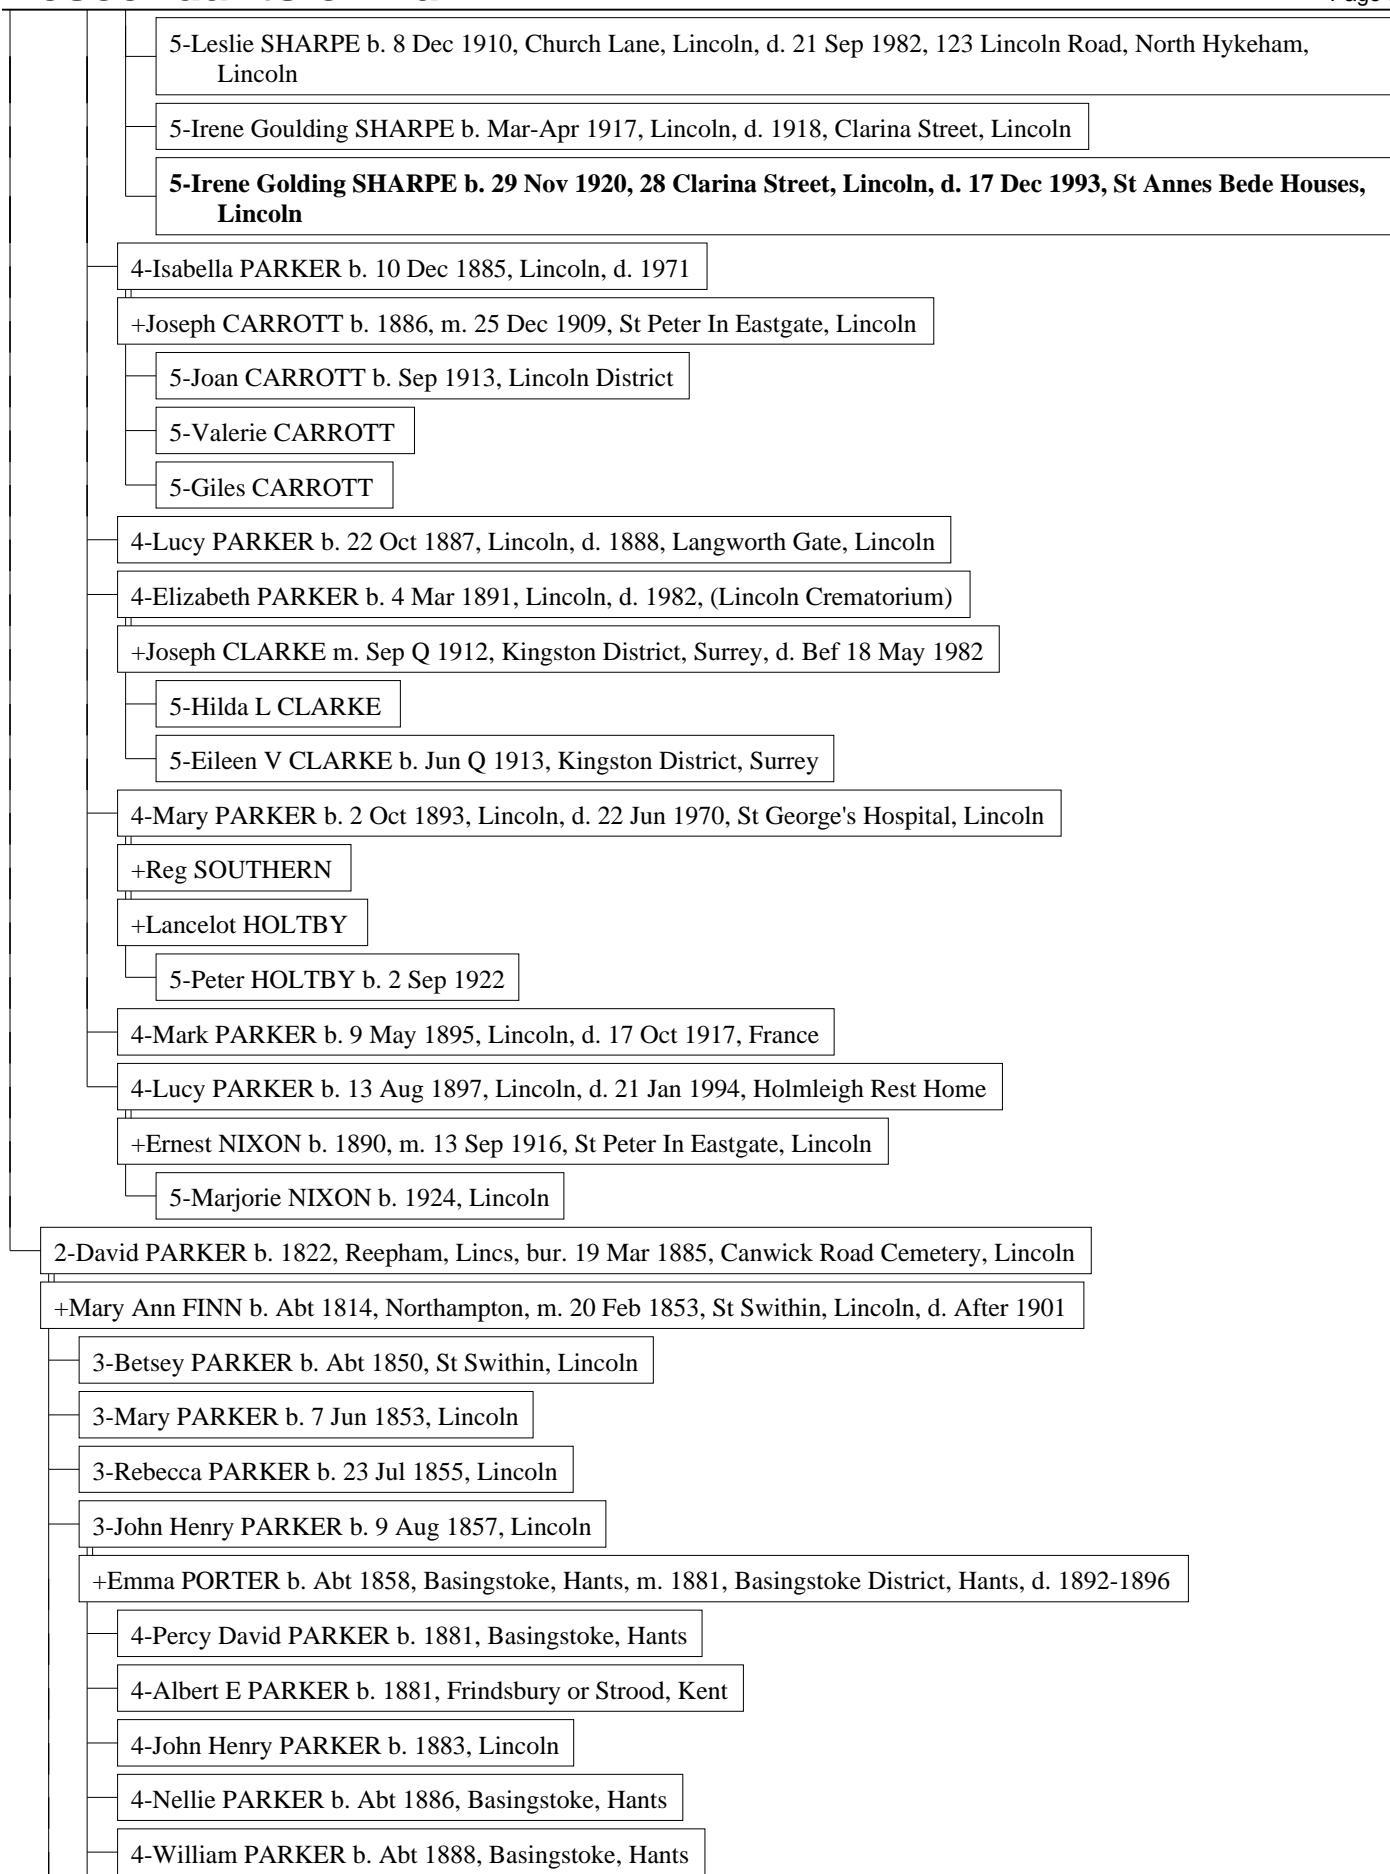 5-Leslie SHARPE b. 8 Dec 1910, Church Lane, Lincoln, d. 21 Sep 1982, 123 Lincoln Road, North Hykeham,
Lincoln
5-Irene Goulding SHARPE b. Mar-Apr 1917, Lincoln, d. 1918, Clarina Street, Lincoln
5-Irene Golding SHARPE b. 29 Nov 1920, 28 Clarina Street, Lincoln, d. 17 Dec 1993, St Annes Bede Houses,
Lincoln
4-Isabella PARKER b. 10 Dec 1885, Lincoln, d. 1971
+Joseph CARROTT b. 1886, m. 25 Dec 1909, St Peter In Eastgate, Lincoln
5-Joan CARROTT b. Sep 1913, Lincoln District
5-Valerie CARROTT
5-Giles CARROTT
4-Lucy PARKER b. 22 Oct 1887, Lincoln, d. 1888, Langworth Gate, Lincoln
4-Elizabeth PARKER b. 4 Mar 1891, Lincoln, d. 1982, (Lincoln Crematorium)
+Joseph CLARKE m. Sep Q 1912, Kingston District, Surrey, d. Bef 18 May 1982
5-Hilda L CLARKE
5-Eileen V CLARKE b. Jun Q 1913, Kingston District, Surrey
4-Mary PARKER b. 2 Oct 1893, Lincoln, d. 22 Jun 1970, St George's Hospital, Lincoln
+Reg SOUTHERN
+Lancelot HOLTBY
5-Peter HOLTBY b. 2 Sep 1922
4-Mark PARKER b. 9 May 1895, Lincoln, d. 17 Oct 1917, France
4-Lucy PARKER b. 13 Aug 1897, Lincoln, d. 21 Jan 1994, Holmleigh Rest Home
+Ernest NIXON b. 1890, m. 13 Sep 1916, St Peter In Eastgate, Lincoln
5-Marjorie NIXON b. 1924, Lincoln
2-David PARKER b. 1822, Reepham, Lincs, bur. 19 Mar 1885, Canwick Road Cemetery, Lincoln
+Mary Ann FINN b. Abt 1814, Northampton, m. 20 Feb 1853, St Swithin, Lincoln, d. After 1901
3-Betsey PARKER b. Abt 1850, St Swithin, Lincoln
3-Mary PARKER b. 7 Jun 1853, Lincoln
3-Rebecca PARKER b. 23 Jul 1855, Lincoln
3-John Henry PARKER b. 9 Aug 1857, Lincoln
+Emma PORTER b. Abt 1858, Basingstoke, Hants, m. 1881, Basingstoke District, Hants, d. 1892-1896
4-Percy David PARKER b. 1881, Basingstoke, Hants
4-Albert E PARKER b. 1881, Frindsbury or Strood, Kent
4-John Henry PARKER b. 1883, Lincoln
4-Nellie PARKER b. Abt 1886, Basingstoke, Hants
4-William PARKER b. Abt 1888, Basingstoke, Hants